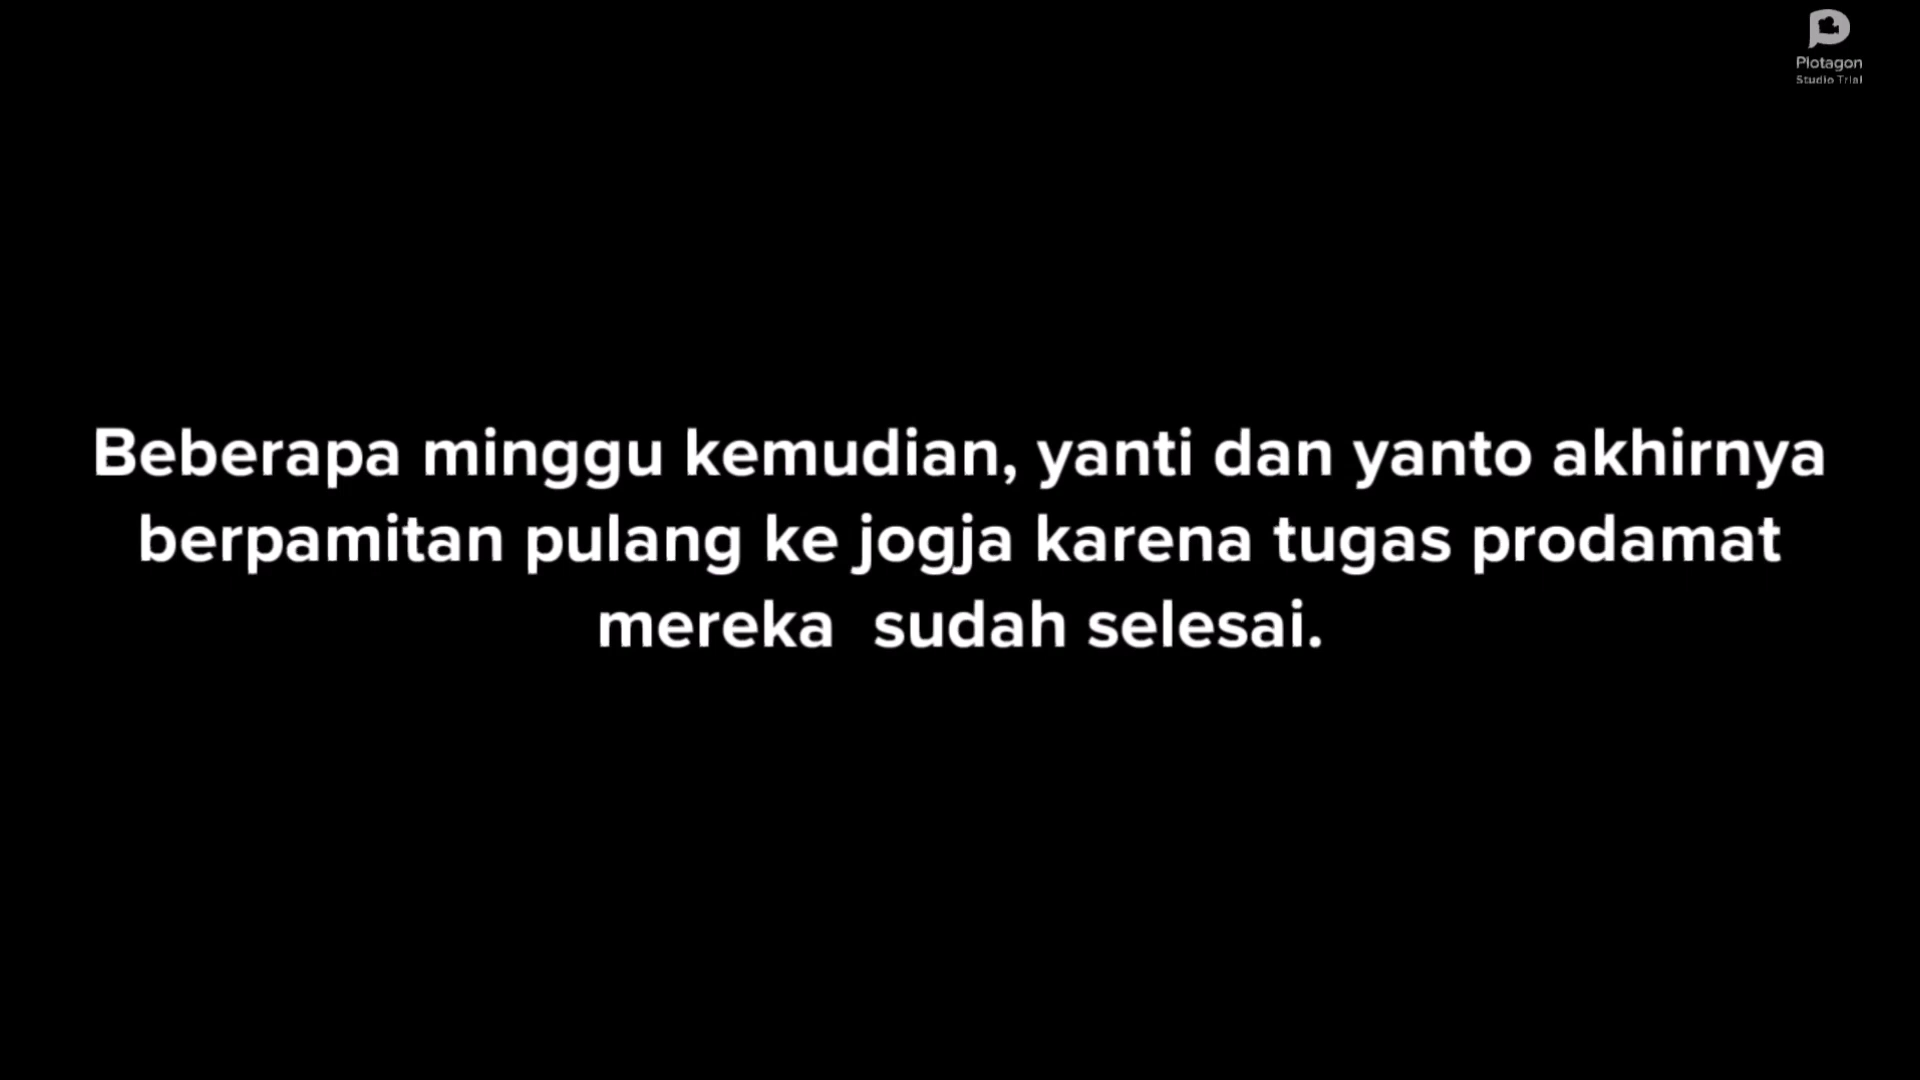 Plotagon
Studio Trial
Beberapa minggu kemudian, yanti dan yanto akhirnya
berpamitan pulang ke jogja karena tugas prodamat
mereka  sudah selesai.